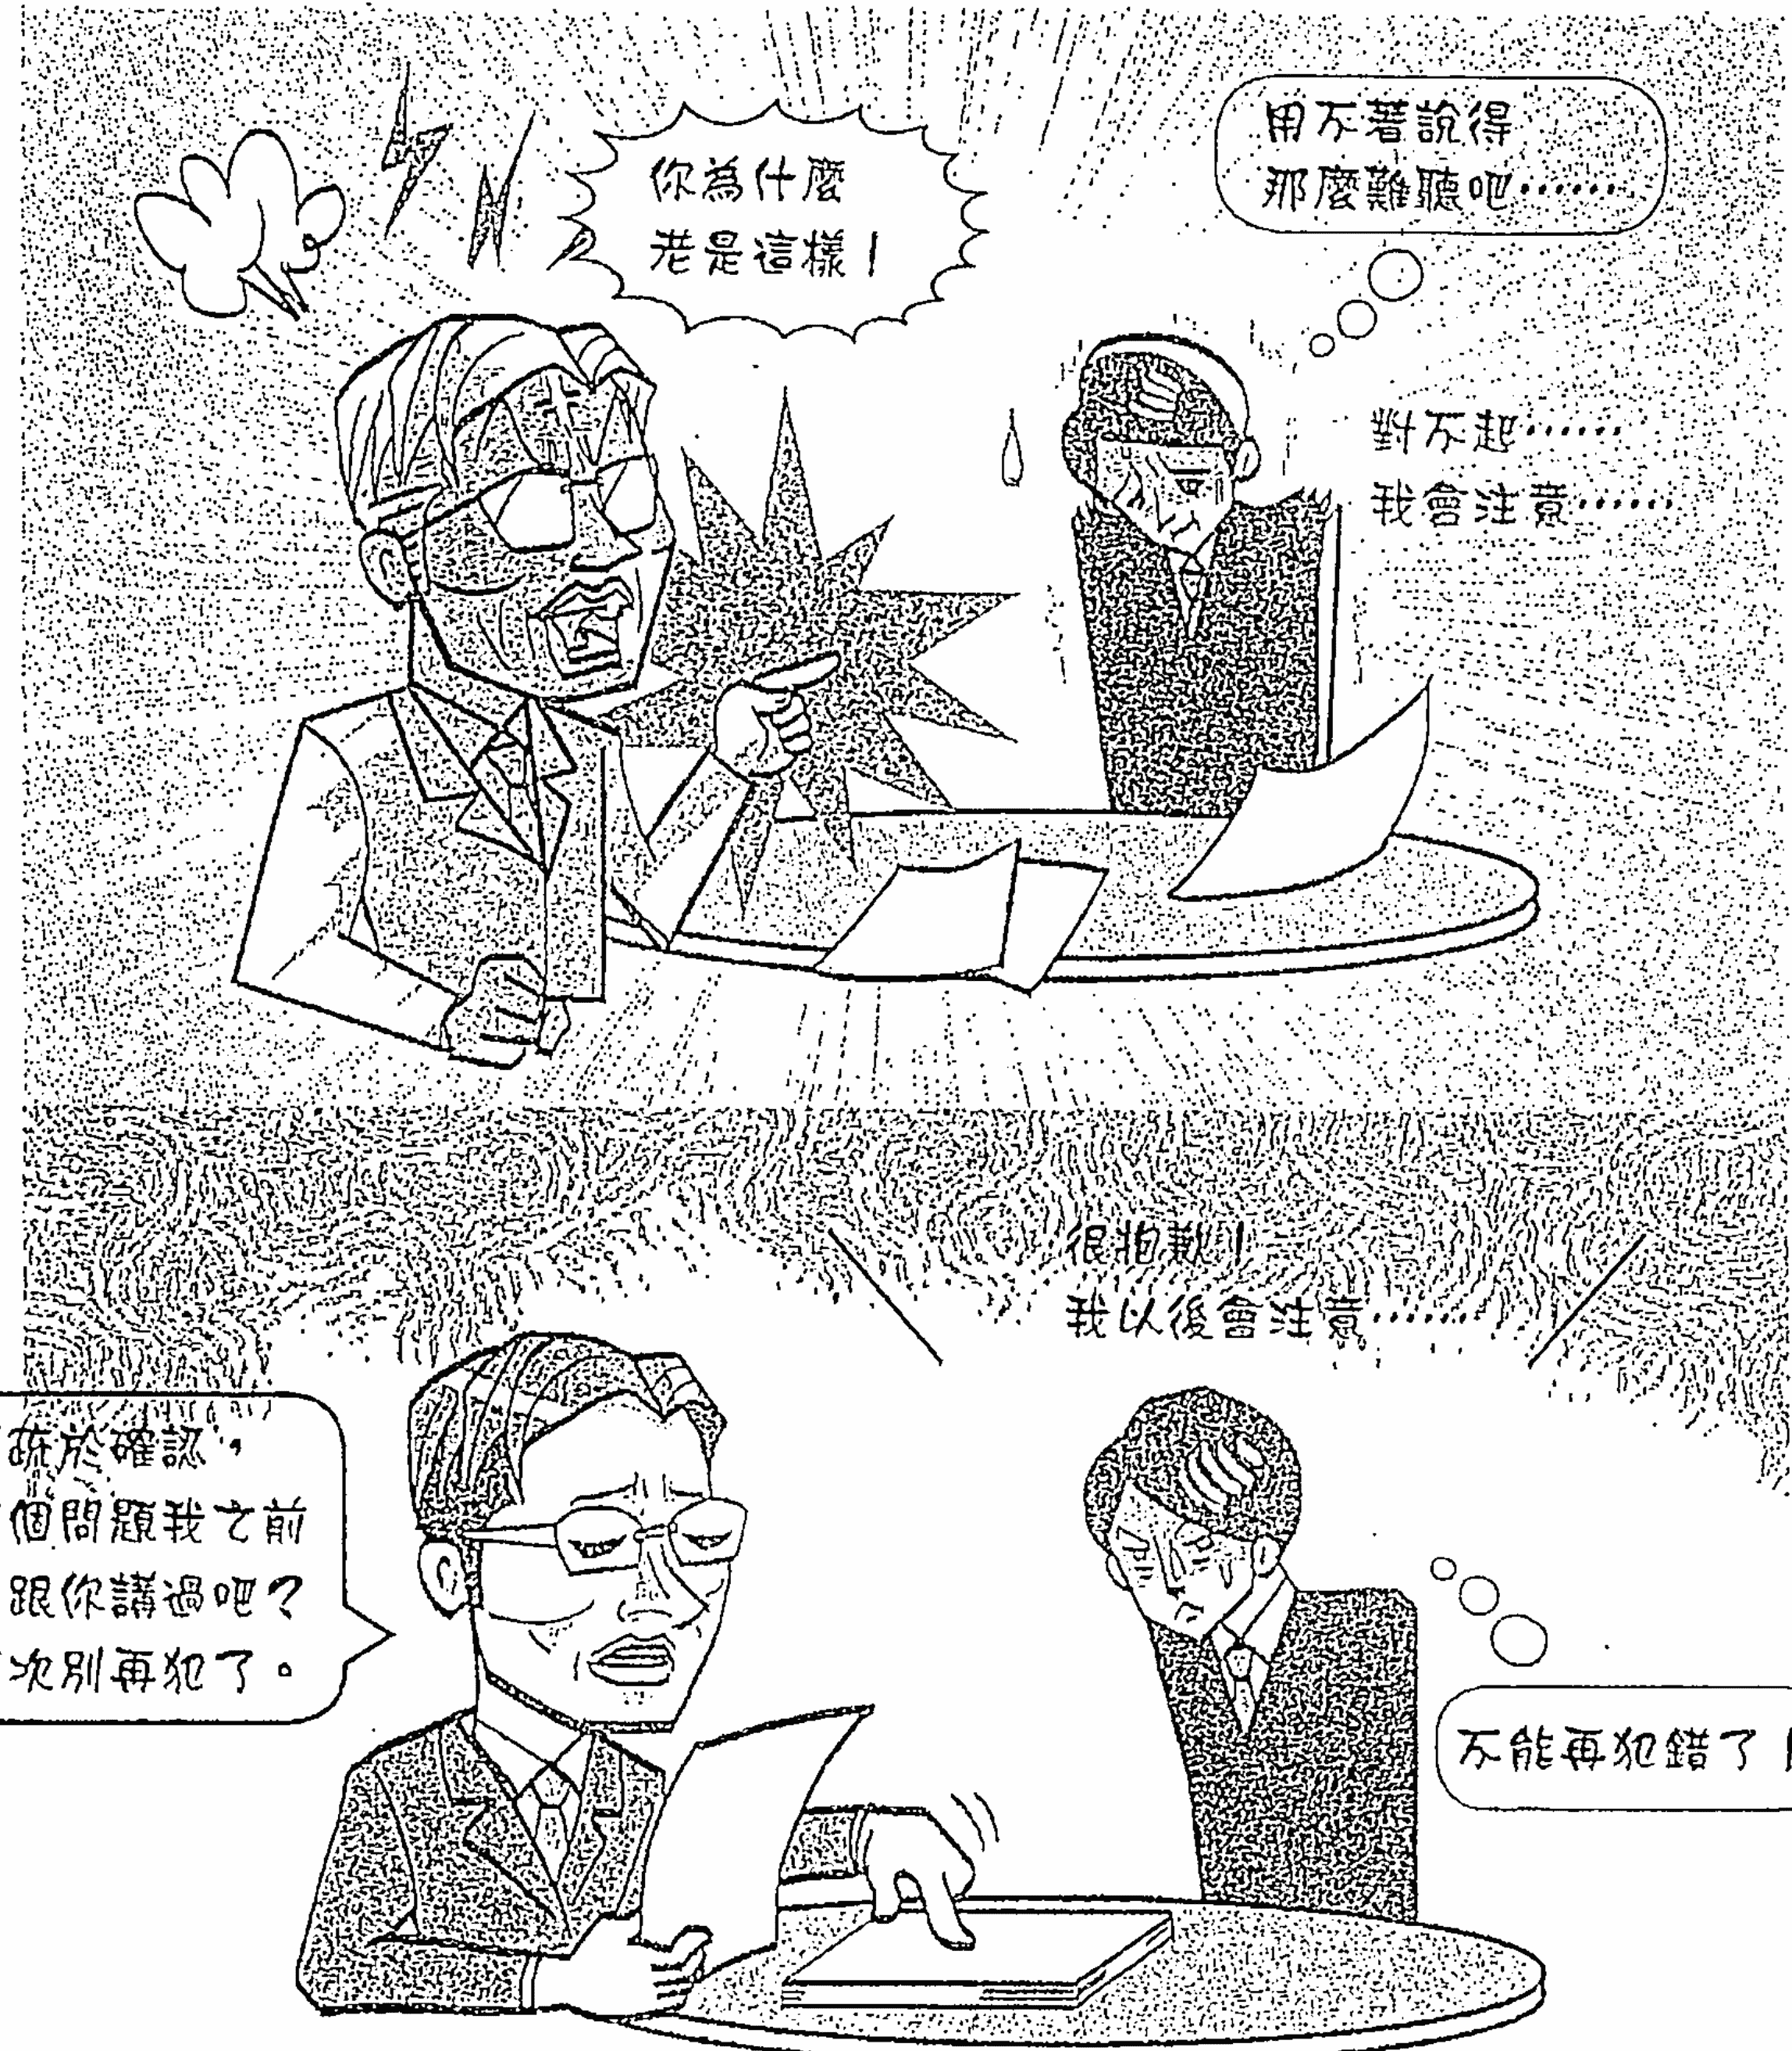 你為什麼
老是這樣！
用不著說得
那麼難聽吧……
對不起……
我會注意……
很抱歉！
我以後會注意……
疏於確認，
個問題我之前
跟你講過吧？
次別再犯了。
不能再犯錯了！